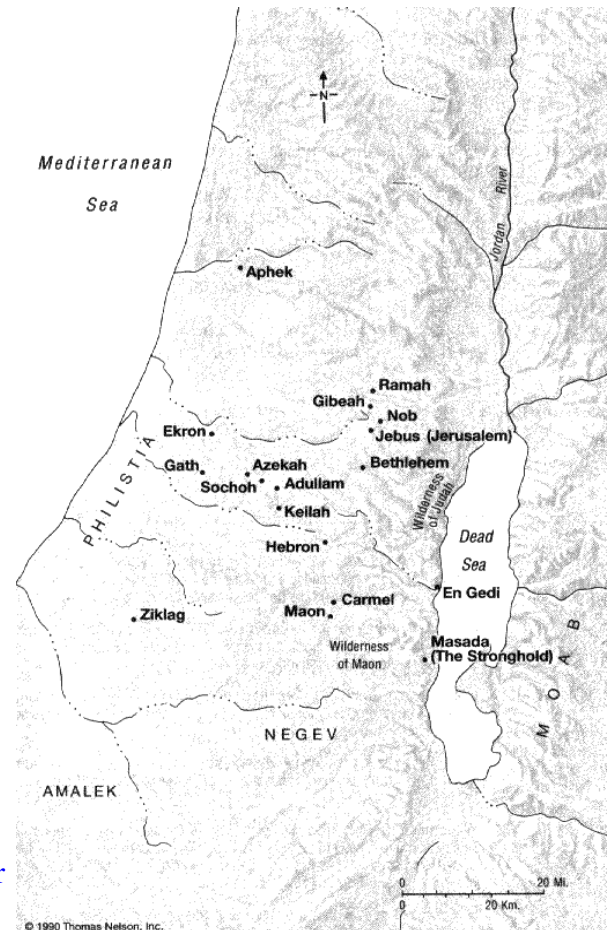 N
Mediterranean
Sea
Jordan River
Aphek
Ramah
Gibeah
Nob
Jebus (Jerusalem)
Ekron
PHILISTIA
Gath
Azekah
Bethlehem
Sochoh
Adullam
Wilderness
of Judah
Keilah
Hebron
Dead
Sea
En Gedi
Carmel
Maon
Ziklag
Wilderness
of Maon
Masada
(The Stronghold)
MOAB
NEGEV
AMALEK
r
0 20 Mi.
0 20 Km.
© 1990 Thomas Nelson, Inc.